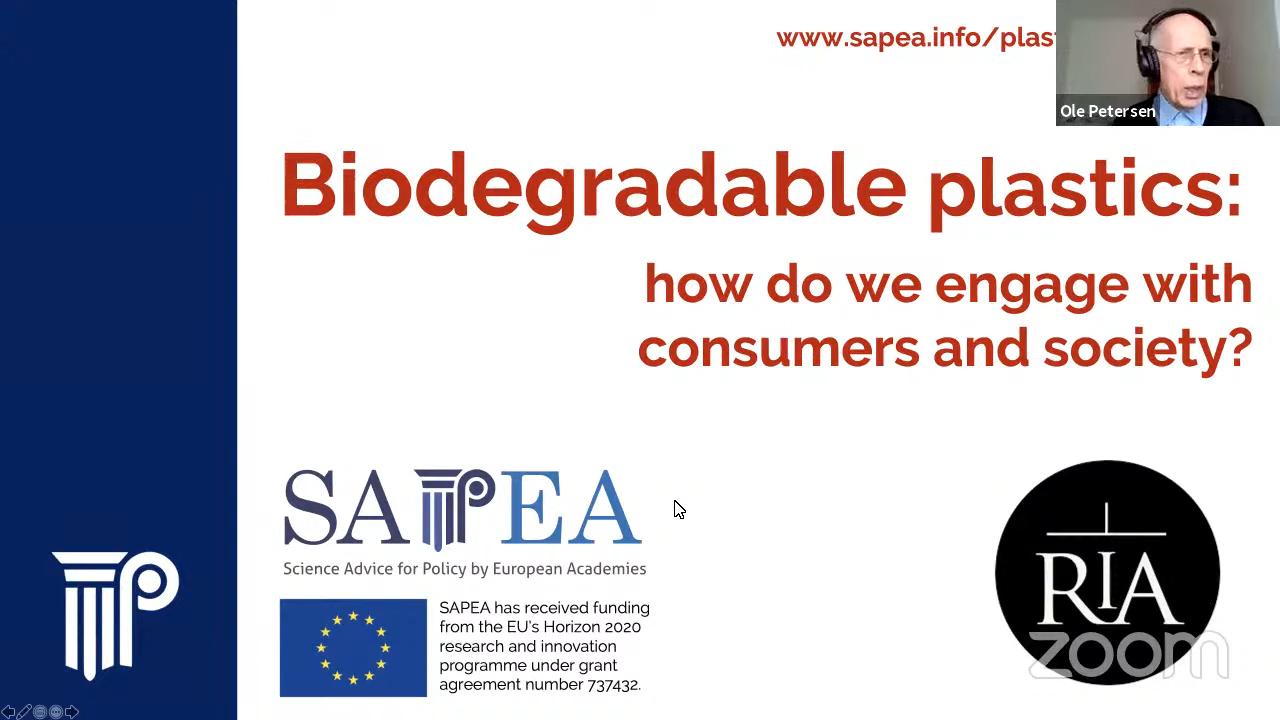 www.sapea.info/plast
Ole Petersen
Biodegradable plastics:
how do we engage with
consumers and society?
SAPEA
Science Advice for Policy by European Academies
SAPEA has received funding
from the EU's Horizon 2020
research and innovation
programme under grant
agreement number 737432.
RIA
zoom